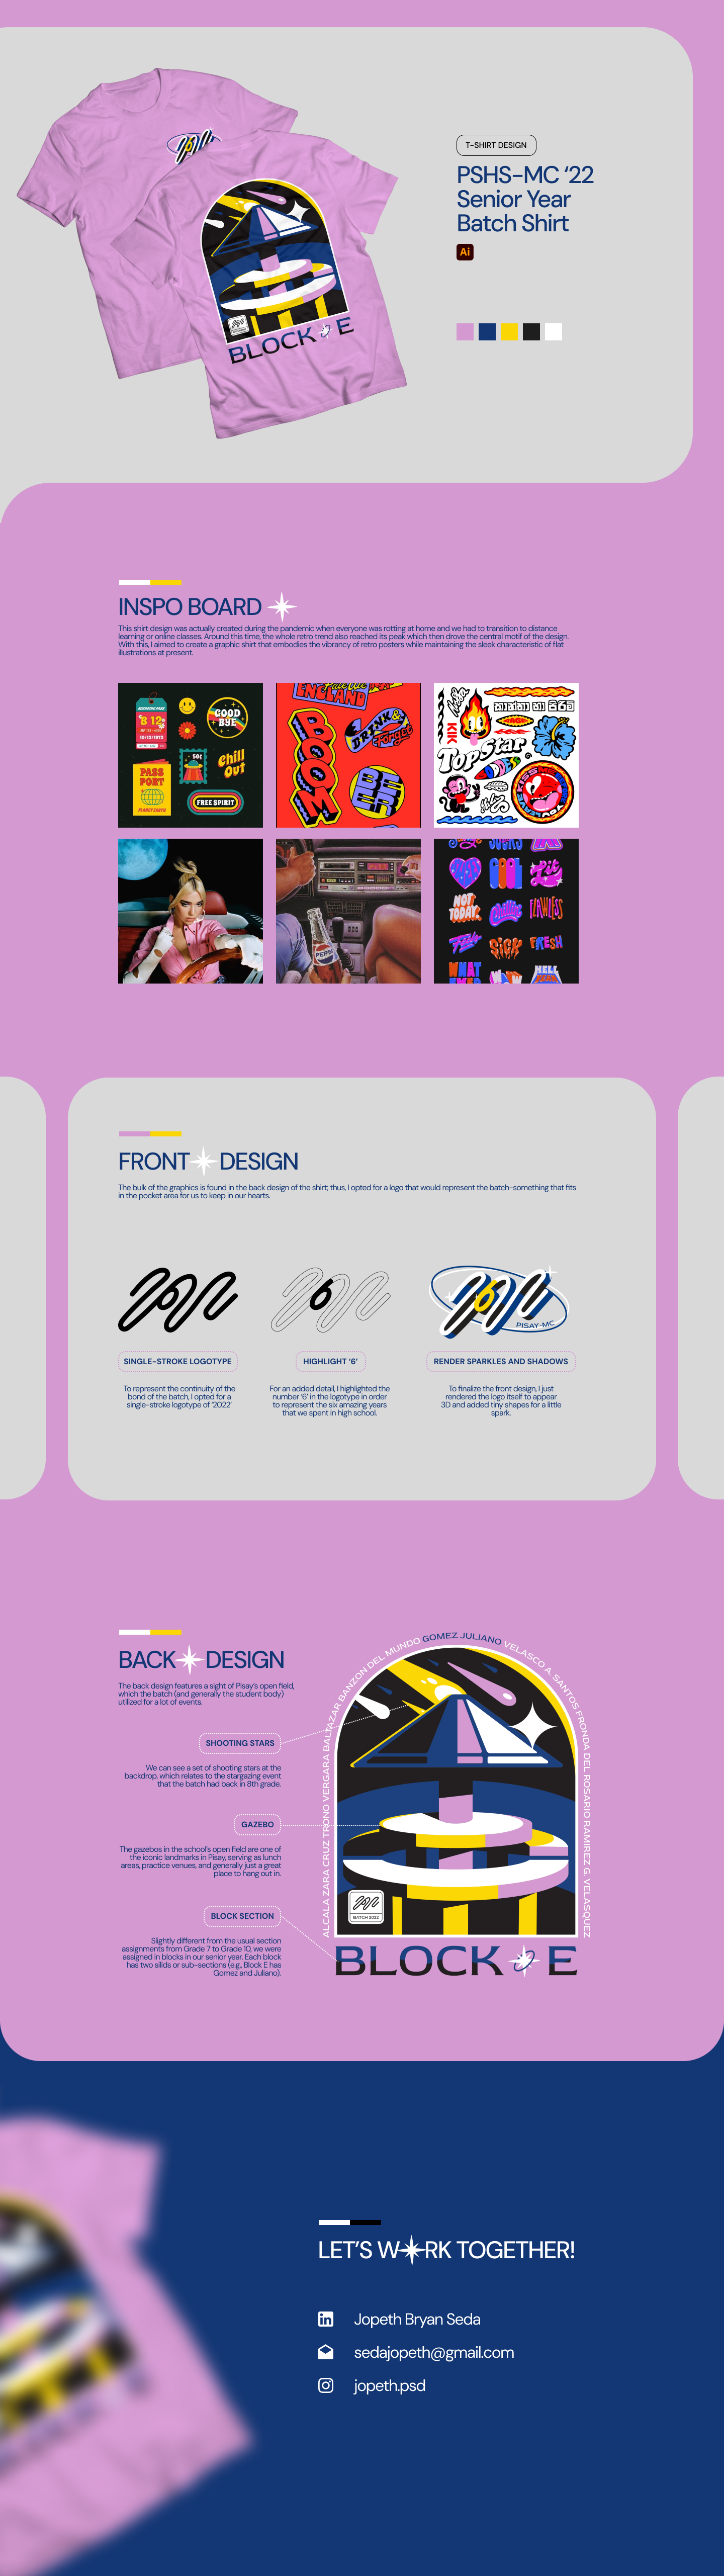 T-SHIRT DESIGN
PSHS-MC ‘22
Senior Year
Batch Shirt
Ai
BLOCK E
INSPO BOARD
This shirt design was actually created during the pandemic when everyone was rotting at home and we had to transition to distance
learning or online classes. Around this time, the whole retro trend also reached its peak which then drove the central motif of the design.
With this, I aimed to create a graphic shirt that embodies the vibrancy of retro posters while maintaining the sleek characteristic of flat
illustrations at present.
BOARDING PASS
B 12
GOOD
BYE
50¢
Chill
Out
PASS
PORT
PLANET EARTH
FREE SPIRIT
ENGLAND
BOOM
DRINK &
Forget
BEER
KIK
Top Star
PEPSI
COOL
Lit
NOT
TODAY
FLAWLESS
SICK
FRESH
WHAT
HELL
FRONT DESIGN
The bulk of the graphics is found in the back design of the shirt; thus, I opted for a logo that would represent the batch-something that fits
in the pocket area for us to keep in our hearts.
6
PISAY-MC
SINGLE-STROKE LOGOTYPE
HIGHLIGHT ‘6’
RENDER SPARKLES AND SHADOWS
To represent the continuity of the
bond of the batch, I opted for a
single-stroke logotype of ‘2022’
For an added detail, I highlighted the
number ‘6’ in the logotype in order
to represent the six amazing years
that we spent in high school.
To finalize the front design, I just
rendered the logo itself to appear
3D and added tiny shapes for a little
spark.
BACK DESIGN
The back design features a sight of Pisay's open field,
which the batch (and generally the student body)
utilized for a lot of events.
SHOOTING STARS
We can see a set of shooting stars at the
backdrop, which relates to the stargazing event
that the batch had back in 8th grade.
GAZEBO
The gazebos in the school's open field are one of
the iconic landmarks in Pisay, serving as lunch
areas, practice venues, and generally just a great
place to hang out in.
BLOCK SECTION
Slightly different from the usual section
assignments from Grade 7 to Grade 10, we were
assigned in blocks in our senior year. Each block
has two silids or sub-sections (e.g., Block E has
Gomez and Juliano).
ALCALA ZARA CRUZ TRONO VERGARA BALTAZAR BANZON DEL MUNDO GOMEZ JULIANO VELASCO A. SANTOS FRONDA DEL ROSARIO RAMIREZ G. VELASQUEZ
BATCH 2022
BLOCK E
LET'S W RK TOGETHER!
Jopeth Bryan Seda
sedajopeth@gmail.com
jopeth.psd